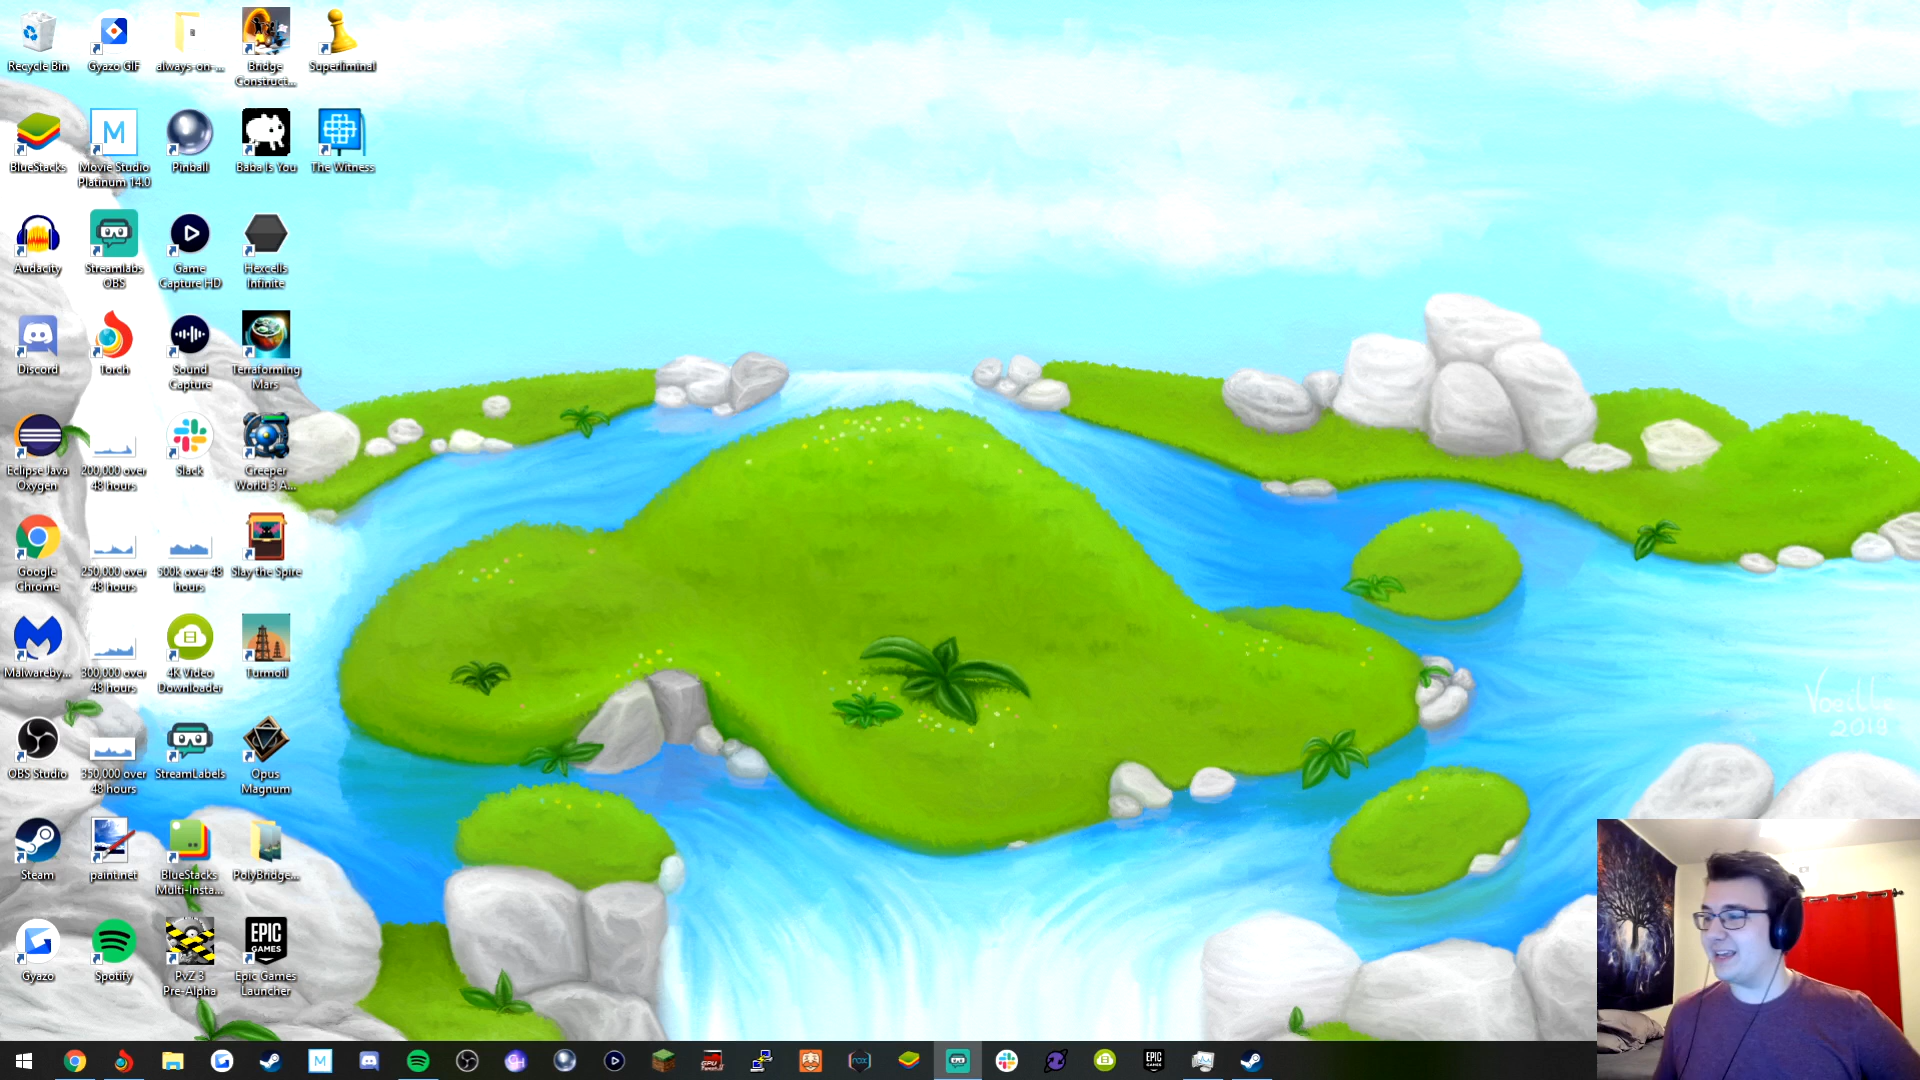 Recycle Bin
Gyazo GIF
always-on-...
Bridge
Construct...
Superliminal
BlueStacks
M
Movie Studio
Platinum 14.0
Pinball
Baba Is You
The Witness
Audacity
Streamlabs
OBS
Game
Capture HD
Hexcells
Infinite
Discord
Torch
Sound
Capture
Terraforming
Mars
Eclipse Java
Oxygen
200,000 over
48 hours
Slack
Creeper
World 3 A...
Google
Chrome
250,000 over
48 hours
500k over 48
hours
Slay the Spire
Malwareby...
300,000 over
48 hours
4K Video
Downloader
Turmoil
OBS Studio
350,000 over
48 hours
StreamLabels
Opus
Magnum
Steam
paint.net
BlueStacks
Multi-Insta...
PolyBridge...
Gyazo
Spotify
PvZ 3
Pre-Alpha
EPIC
GAMES
Epic Games
Launcher
2019
M
EPIC
GAMES